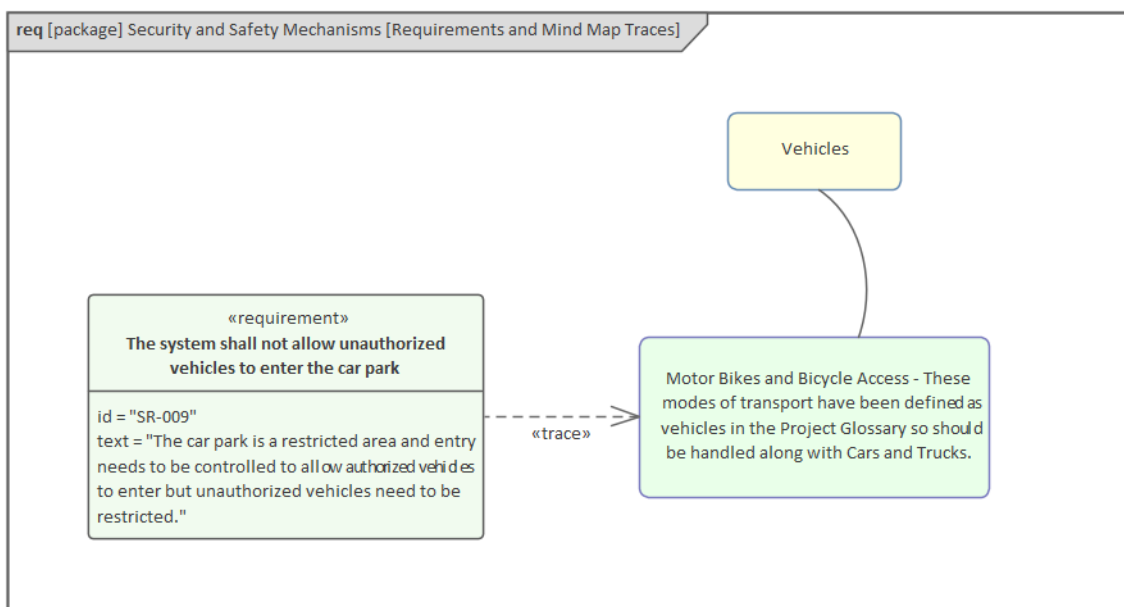 req [package] Security and Safety Mechanisms [Requirements and Mind Map Traces]
Vehicles
«requirement»
The system shall not allow unauthorized
vehicles to enter the car park
id = "SR-009"
text = "The car park is a restricted area and entry
needs to be controlled to allow authorized vehicles
to enter but unauthorized vehicles need to be
restricted."
«trace»
Motor Bikes and Bicycle Access - These
modes of transport have been defined as
vehicles in the Project Glossary so should
be handled along with Cars and Trucks.